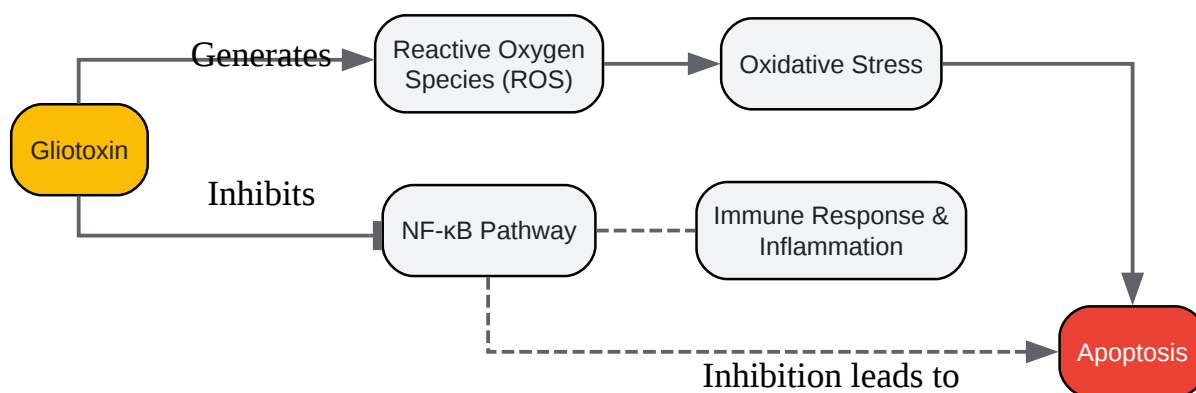 Generates
Reactive Oxygen
Species (ROS)
Oxidative Stress
Gliotoxin
Inhibits
NF-κB Pathway
Immune Response &
Inflammation
Apoptosis
Inhibition leads to